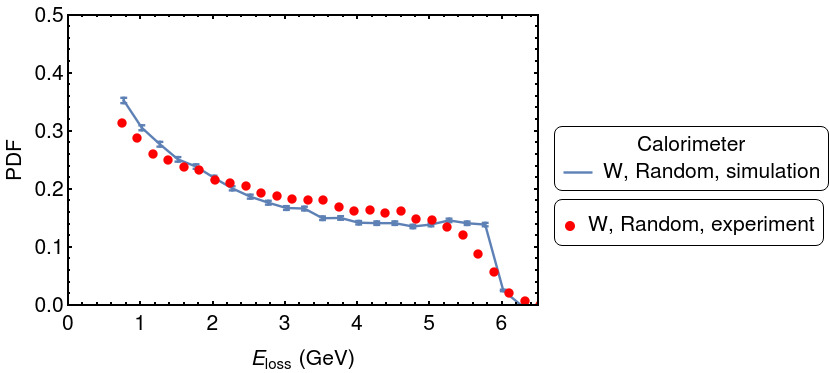 0.5
0.4
0.3
0.2
0.1
0.0
PDF
0 1 2 3 4 5 6
E_loss (GeV)
Calorimeter
W, Random, simulation
W, Random, experiment